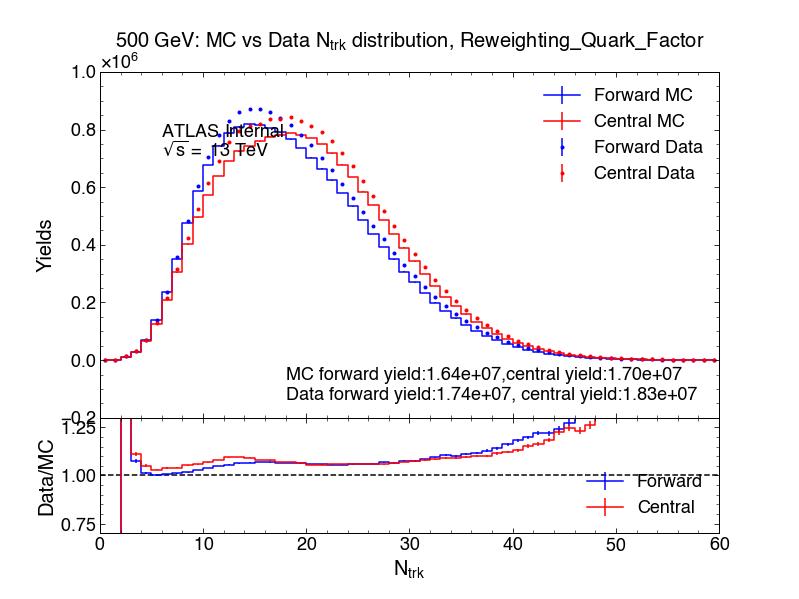 500 GeV: MC vs Data N_trk distribution, Reweighting_Quark_Factor
×10⁶
1.0
0.8
0.6
0.4
0.2
0.0
−0.2
Yields
ATLAS Internal
√s = 13 TeV
Forward MC
Central MC
Forward Data
Central Data
MC forward yield:1.64e+07,central yield:1.70e+07
Data forward yield:1.74e+07, central yield:1.83e+07
1.25
1.00
0.75
Data/MC
Forward
Central
0 10 20 30 40 50 60
N_trk